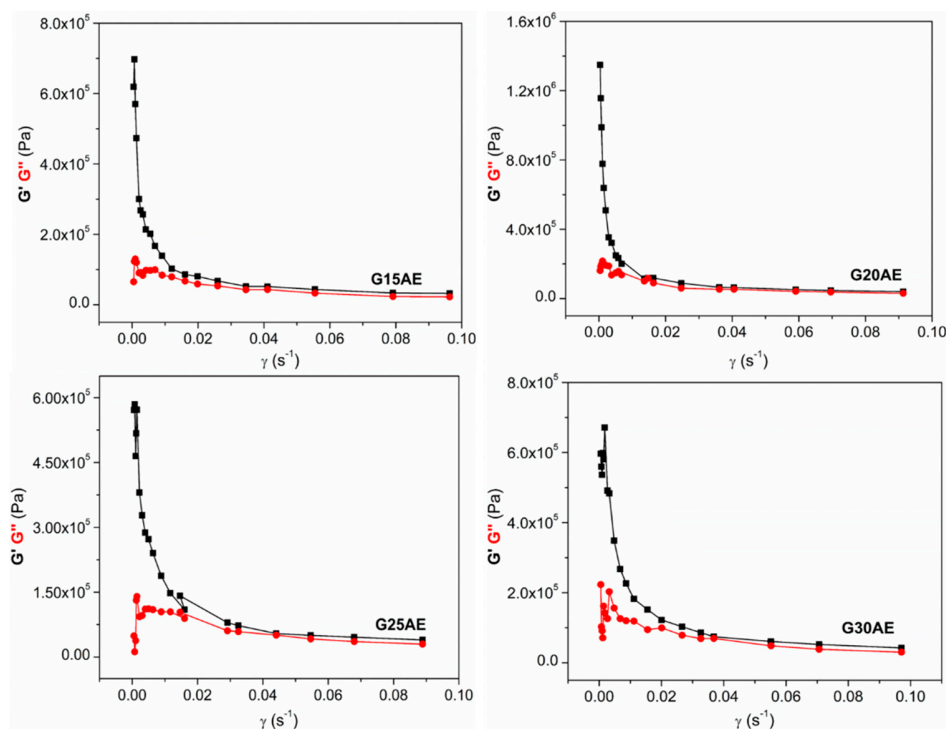 8.0x10⁵
6.0x10⁵
4.0x10⁵
2.0x10⁵
0.0
G' G" (Pa)
G15AE
0.00 0.02 0.04 0.06 0.08 0.10
γ (s⁻¹)
1.6x10⁶
1.2x10⁶
8.0x10⁵
4.0x10⁵
0.0
G' G" (Pa)
G20AE
0.00 0.02 0.04 0.06 0.08 0.10
γ (s⁻¹)
6.00x10⁵
4.50x10⁵
3.00x10⁵
1.50x10⁵
0.00
G' G" (Pa)
G25AE
0.00 0.02 0.04 0.06 0.08 0.10
γ (s⁻¹)
8.0x10⁵
6.0x10⁵
4.0x10⁵
2.0x10⁵
0.0
G' G" (Pa)
G30AE
0.00 0.02 0.04 0.06 0.08 0.10
γ (s⁻¹)